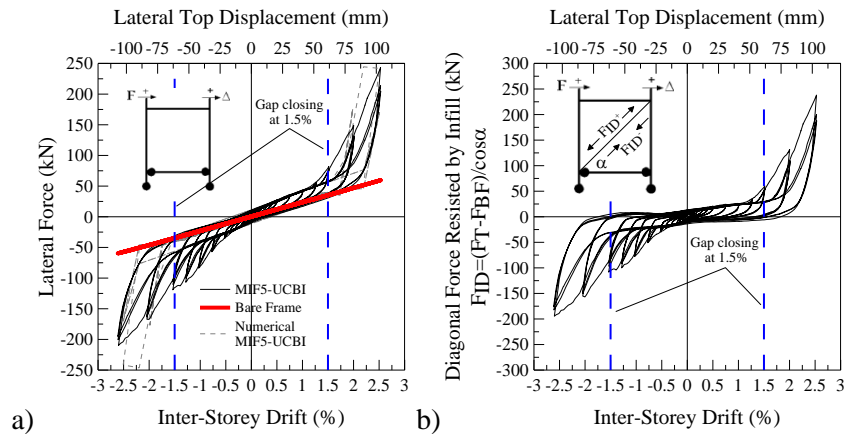 Lateral Top Displacement (mm)
-100 -75 -50 -25 0 25 50 75 100
250
200
150
100
50
0
-50
-100
-150
-200
-250
Lateral Force (kN)
F
+
+
Δ
Gap closing
at 1.5%
MIF5-UCBI
Bare Frame
Numerical
MIF5-UCBI
-3 -2.5 -2 -1.5 -1 -0.5 0 0.5 1 1.5 2 2.5 3
a)
Inter-Storey Drift (%)
Lateral Top Displacement (mm)
-100 -75 -50 -25 0 25 50 75 100
300
250
200
150
100
50
0
-50
-100
-150
-200
-250
-300
Diagonal Force Resisted by Infill (kN)
FID=(FT-FBF)/cosα
F
+
+
Δ
FID+
FID-
α
Gap closing
at 1.5%
-3 -2.5 -2 -1.5 -1 -0.5 0 0.5 1 1.5 2 2.5 3
b)
Inter-Storey Drift (%)